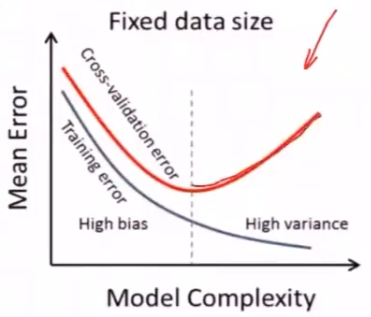 Fixed data size
Cross-validation error
Training error
Mean Error
High bias
High variance
Model Complexity